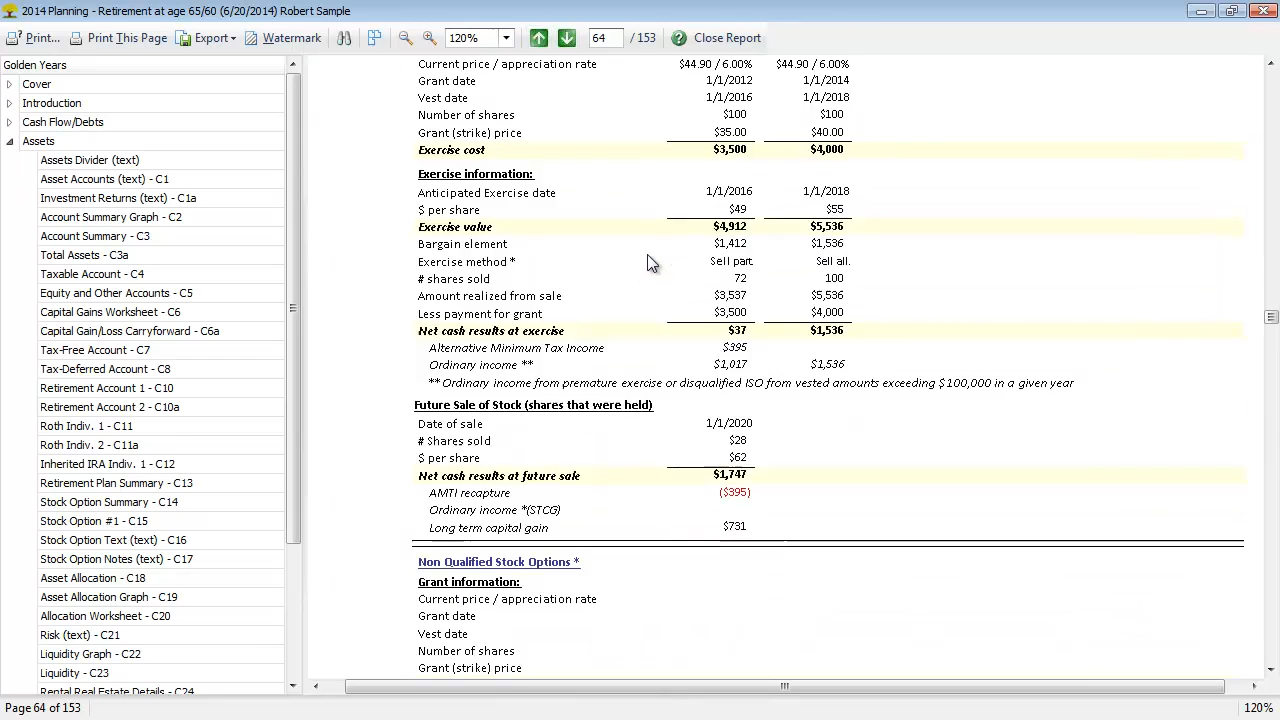 2014 Planning - Retirement at age 65/60 (6/20/2014) Robert Sample
Print... Print This Page Export Watermark 120% 64 / 153 Close Report
Golden Years
Cover
Introduction
Cash Flow/Debts
Assets
Assets Divider (text)
Asset Accounts (text) - C1
Investment Returns (text) - C1a
Account Summary Graph - C2
Account Summary - C3
Total Assets - C3a
Taxable Account - C4
Equity and Other Accounts - C5
Capital Gains Worksheet - C6
Capital Gain/Loss Carryforward - C6a
Tax-Free Account - C7
Tax-Deferred Account - C8
Retirement Account 1 - C10
Retirement Account 2 - C10a
Roth Indiv. 1 - C11
Roth Indiv. 2 - C11a
Inherited IRA Indiv. 1 - C12
Retirement Plan Summary - C13
Stock Option Summary - C14
Stock Option #1 - C15
Stock Option Text (text) - C16
Stock Option Notes (text) - C17
Asset Allocation - C18
Asset Allocation Graph - C19
Allocation Worksheet - C20
Risk (text) - C21
Liquidity Graph - C22
Liquidity - C23
Rental Real Estate Details - C24
Current price / appreciation rate $44.90 / 6.00% $44.90 / 6.00%
Grant date 1/1/2012 1/1/2014
Vest date 1/1/2016 1/1/2018
Number of shares $100 $100
Grant (strike) price $35.00 $40.00
Exercise cost $3,500 $4,000
Exercise information:
Anticipated Exercise date 1/1/2016 1/1/2018
$ per share $49 $55
Exercise value $4,912 $5,536
Bargain element $1,412 $1,536
Exercise method * Sell part. Sell all.
# shares sold 72 100
Amount realized from sale $3,537 $5,536
Less payment for grant $3,500 $4,000
Net cash results at exercise $37 $1,536
Alternative Minimum Tax Income $395
Ordinary income ** $1,017 $1,536
** Ordinary income from premature exercise or disqualified ISO from vested amounts exceeding $100,000 in a given year
Future Sale of Stock (shares that were held)
Date of sale 1/1/2020
# Shares sold $28
$ per share $62
Net cash results at future sale $1,747
AMTI recapture ($395)
Ordinary income *(STCG)
Long term capital gain $731
Non Qualified Stock Options *
Grant information:
Current price / appreciation rate
Grant date
Vest date
Number of shares
Grant (strike) price
Page 64 of 153 120%